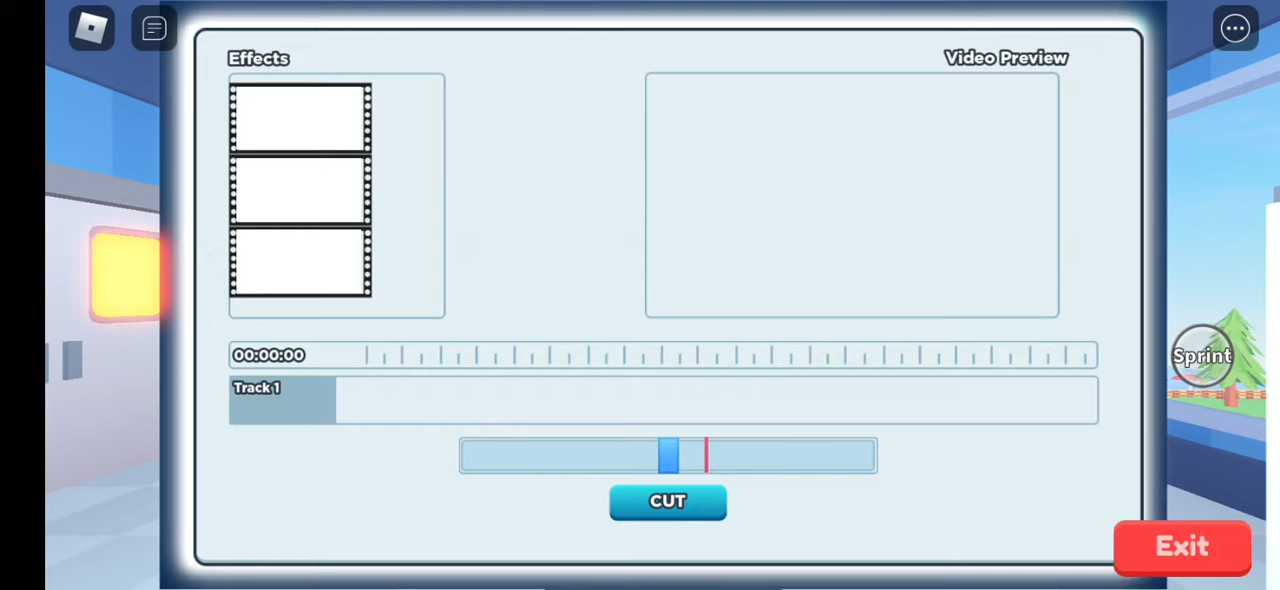 Effects
Video Preview
00:00:00
Track 1
Sprint
CUT
Exit